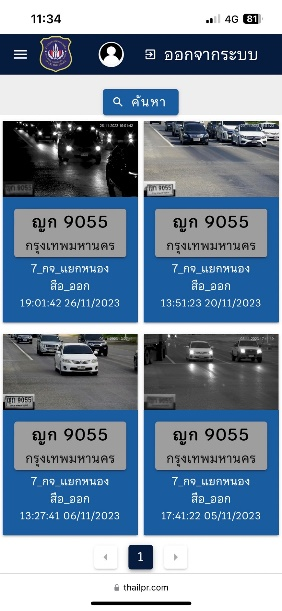 11:34
4G 81
ออกจากระบบ
ค้นหา
ญก 9055
กรุงเทพมหานคร
7_กจ_แยกหนอง
สือ_ออก
19:01:42 26/11/2023
ญก 9055
กรุงเทพมหานคร
7_กจ_แยกหนอง
สือ_ออก
13:51:23 20/11/2023
ญก 9055
กรุงเทพมหานคร
7_กจ_แยกหนอง
สือ_ออก
13:27:41 06/11/2023
ญก 9055
กรุงเทพมหานคร
7_กจ_แยกหนอง
สือ_ออก
17:41:22 05/11/2023
1
thailpr.com